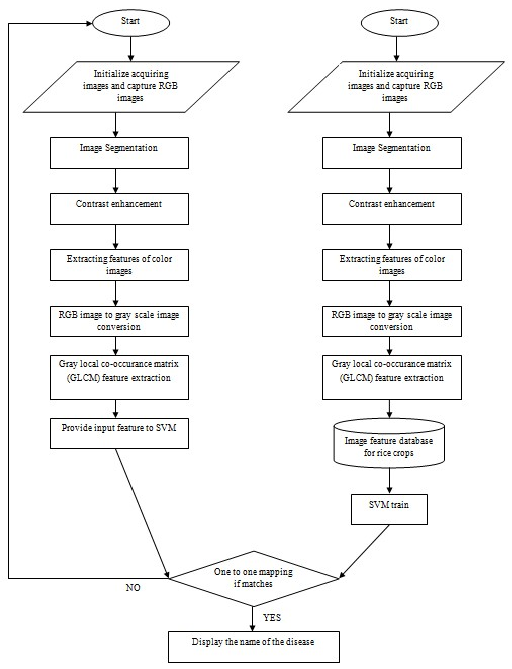 Start
Initialize acquiring
images and capture RGB
images
Image Segmentation
Contrast enhancement
Extracting features of color
images
RGB image to gray scale image
conversion
Gray local co-occurance matrix
(GLCM) feature extraction
Provide input feature to SVM
Start
Initialize acquiring
images and capture RGB
images
Image Segmentation
Contrast enhancement
Extracting features of color
images
RGB image to gray scale image
conversion
Gray local co-occurance matrix
(GLCM) feature extraction
Image feature database
for rice crops
SVM train
One to one mapping
if matches
NO
YES
Display the name of the disease